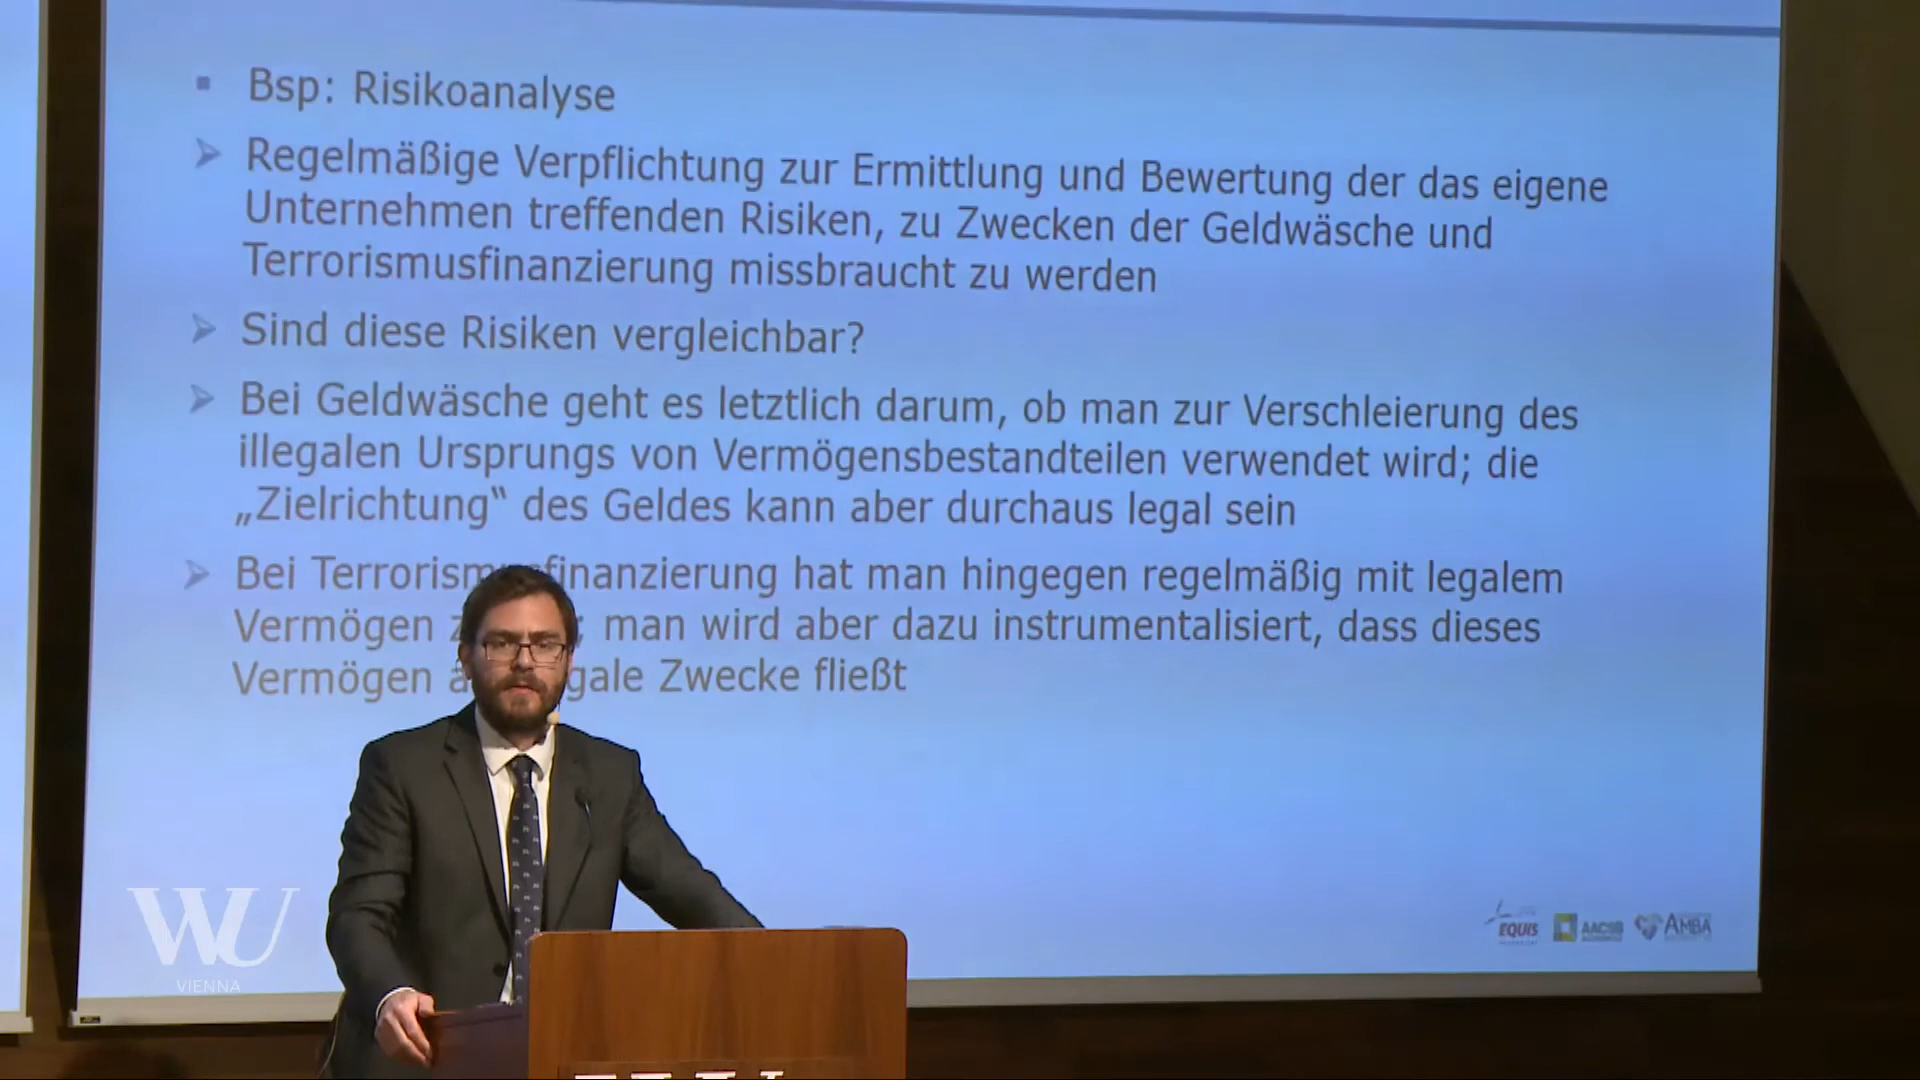 Bsp: Risikoanalyse
Regelmäßige Verpflichtung zur Ermittlung und Bewertung der das eigene
Unternehmen treffenden Risiken, zu Zwecken der Geldwäsche und
Terrorismusfinanzierung missbraucht zu werden
Sind diese Risiken vergleichbar?
Bei Geldwäsche geht es letztlich darum, ob man zur Verschleierung des
illegalen Ursprungs von Vermögensbestandteilen verwendet wird; die
„Zielrichtung“ des Geldes kann aber durchaus legal sein
Bei Terrorismusfinanzierung hat man hingegen regelmäßig mit legalem
Vermögen ; man wird aber dazu instrumentalisiert, dass dieses
Vermögen Zwecke fließt
WU
VIENNA
EQUIS
AACSB
AMBA